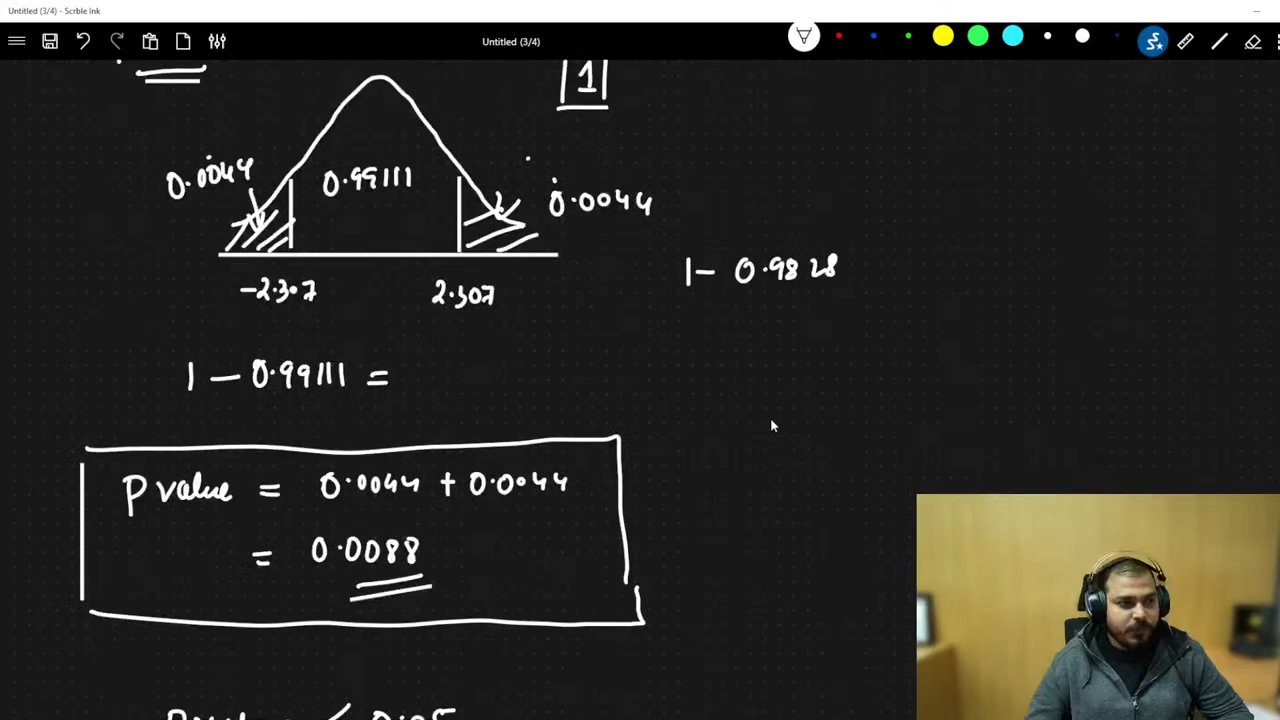 Untitled (3/4) - Scrble Ink
Untitled (3/4)
1
0.0044
0.99111
0.0044
-2.307
2.307
1 - 0.9828
1 - 0.99111 =
P value = 0.0044 + 0.0044
= 0.0088